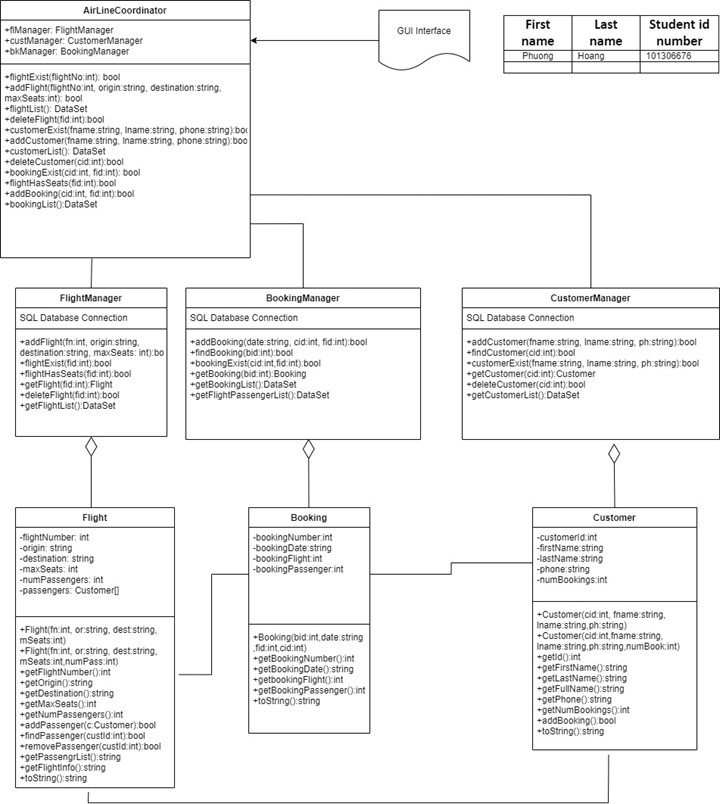 AirLineCoordinator
+flManager: FlightManager
+custManager: CustomerManager
+bkManager: BookingManager
+flightExist(flightNo:int): bool
+addFlight(flightNo:int, origin:string, destination:string,
maxSeats:int): bool
+flightList(): DataSet
+deleteFlight(fid:int):bool
+customerExist(fname:string, lname:string, phone:string):boo
+addCustomer(fname:string, lname:string, phone:string):boo
+customerList(): DataSet
+deleteCustomer(cid:int):bool
+bookingExist(cid:int, fid:int): bool
+flightHasSeats(fid:int):bool
+addBooking(cid:int, fid:int):bool
+bookingList():DataSet
GUI Interface
First name
Last name
Student id number
Phuong
Hoang
101306676
FlightManager
SQL Database Connection
+addFlight(fn:int, origin:string,
destination:string, maxSeats: int):bo
+flightExist(fid:int):bool
+flightHasSeats(fid:int):bool
+getFlight(fid:int):Flight
+deleteFlight(fid:int):bool
+getFlightList():DataSet
BookingManager
SQL Database Connection
+addBooking(date:string, cid:int, fid:int):bool
+findBooking(bid:int):bool
+bookingExist(cid:int,fid:int):bool
+getBooking(bid:int):Booking
+getBookingList():DataSet
+getFlightPassengerList():DataSet
CustomerManager
SQL Database Connection
+addCustomer(fname:string, lname:string, ph:string):bool
+findCustomer(cid:int):bool
+customerExist(fname:string, lname:string, ph:string):bool
+getCustomer(cid:int):Customer
+deleteCustomer(cid:int):bool
+getCustomerList():DataSet
Flight
-flightNumber: int
-origin: string
-destination: string
-maxSeats: int
-numPassengers: int
-passengers: Customer[]
+Flight(fn:int, or:string, dest:string,
mSeats:int)
+Flight(fn:int, or:string, dest:string,
mSeats:int,numPass:int)
+getFlightNumber():int
+getOrigin():string
+getDestination():string
+getMaxSeats():int
+getNumPassengers():int
+addPassenger(c:Customer):bool
+findPassenger(custId:int):bool
+removePassenger(custId:int):bool
+getPassengrList():string
+getFlightInfo():string
+toString():string
Booking
-bookingNumber:int
-bookingDate:string
-bookingFlight:int
-bookingPassenger:int
+Booking(bid:int,date:string
,fid:int,cid:int)
+getBookingNumber():int
+getBookingDate():string
+getbookingFlight():int
+getBookingPassenger():int
+toString():string
Customer
-customerId:int
-firstName:string
-lastName:string
-phone:string
-numBookings:int
+Customer(cid:int, fname:string,
lname:string,ph:string)
+Customer(cid:int,fname:string,
lname:string,ph:string,numBook:int)
+getId():int
+getFirstName():string
+getLastName():string
+getFullName():string
+getPhone():string
+getNumBookings():int
+addBooking():bool
+toString():string